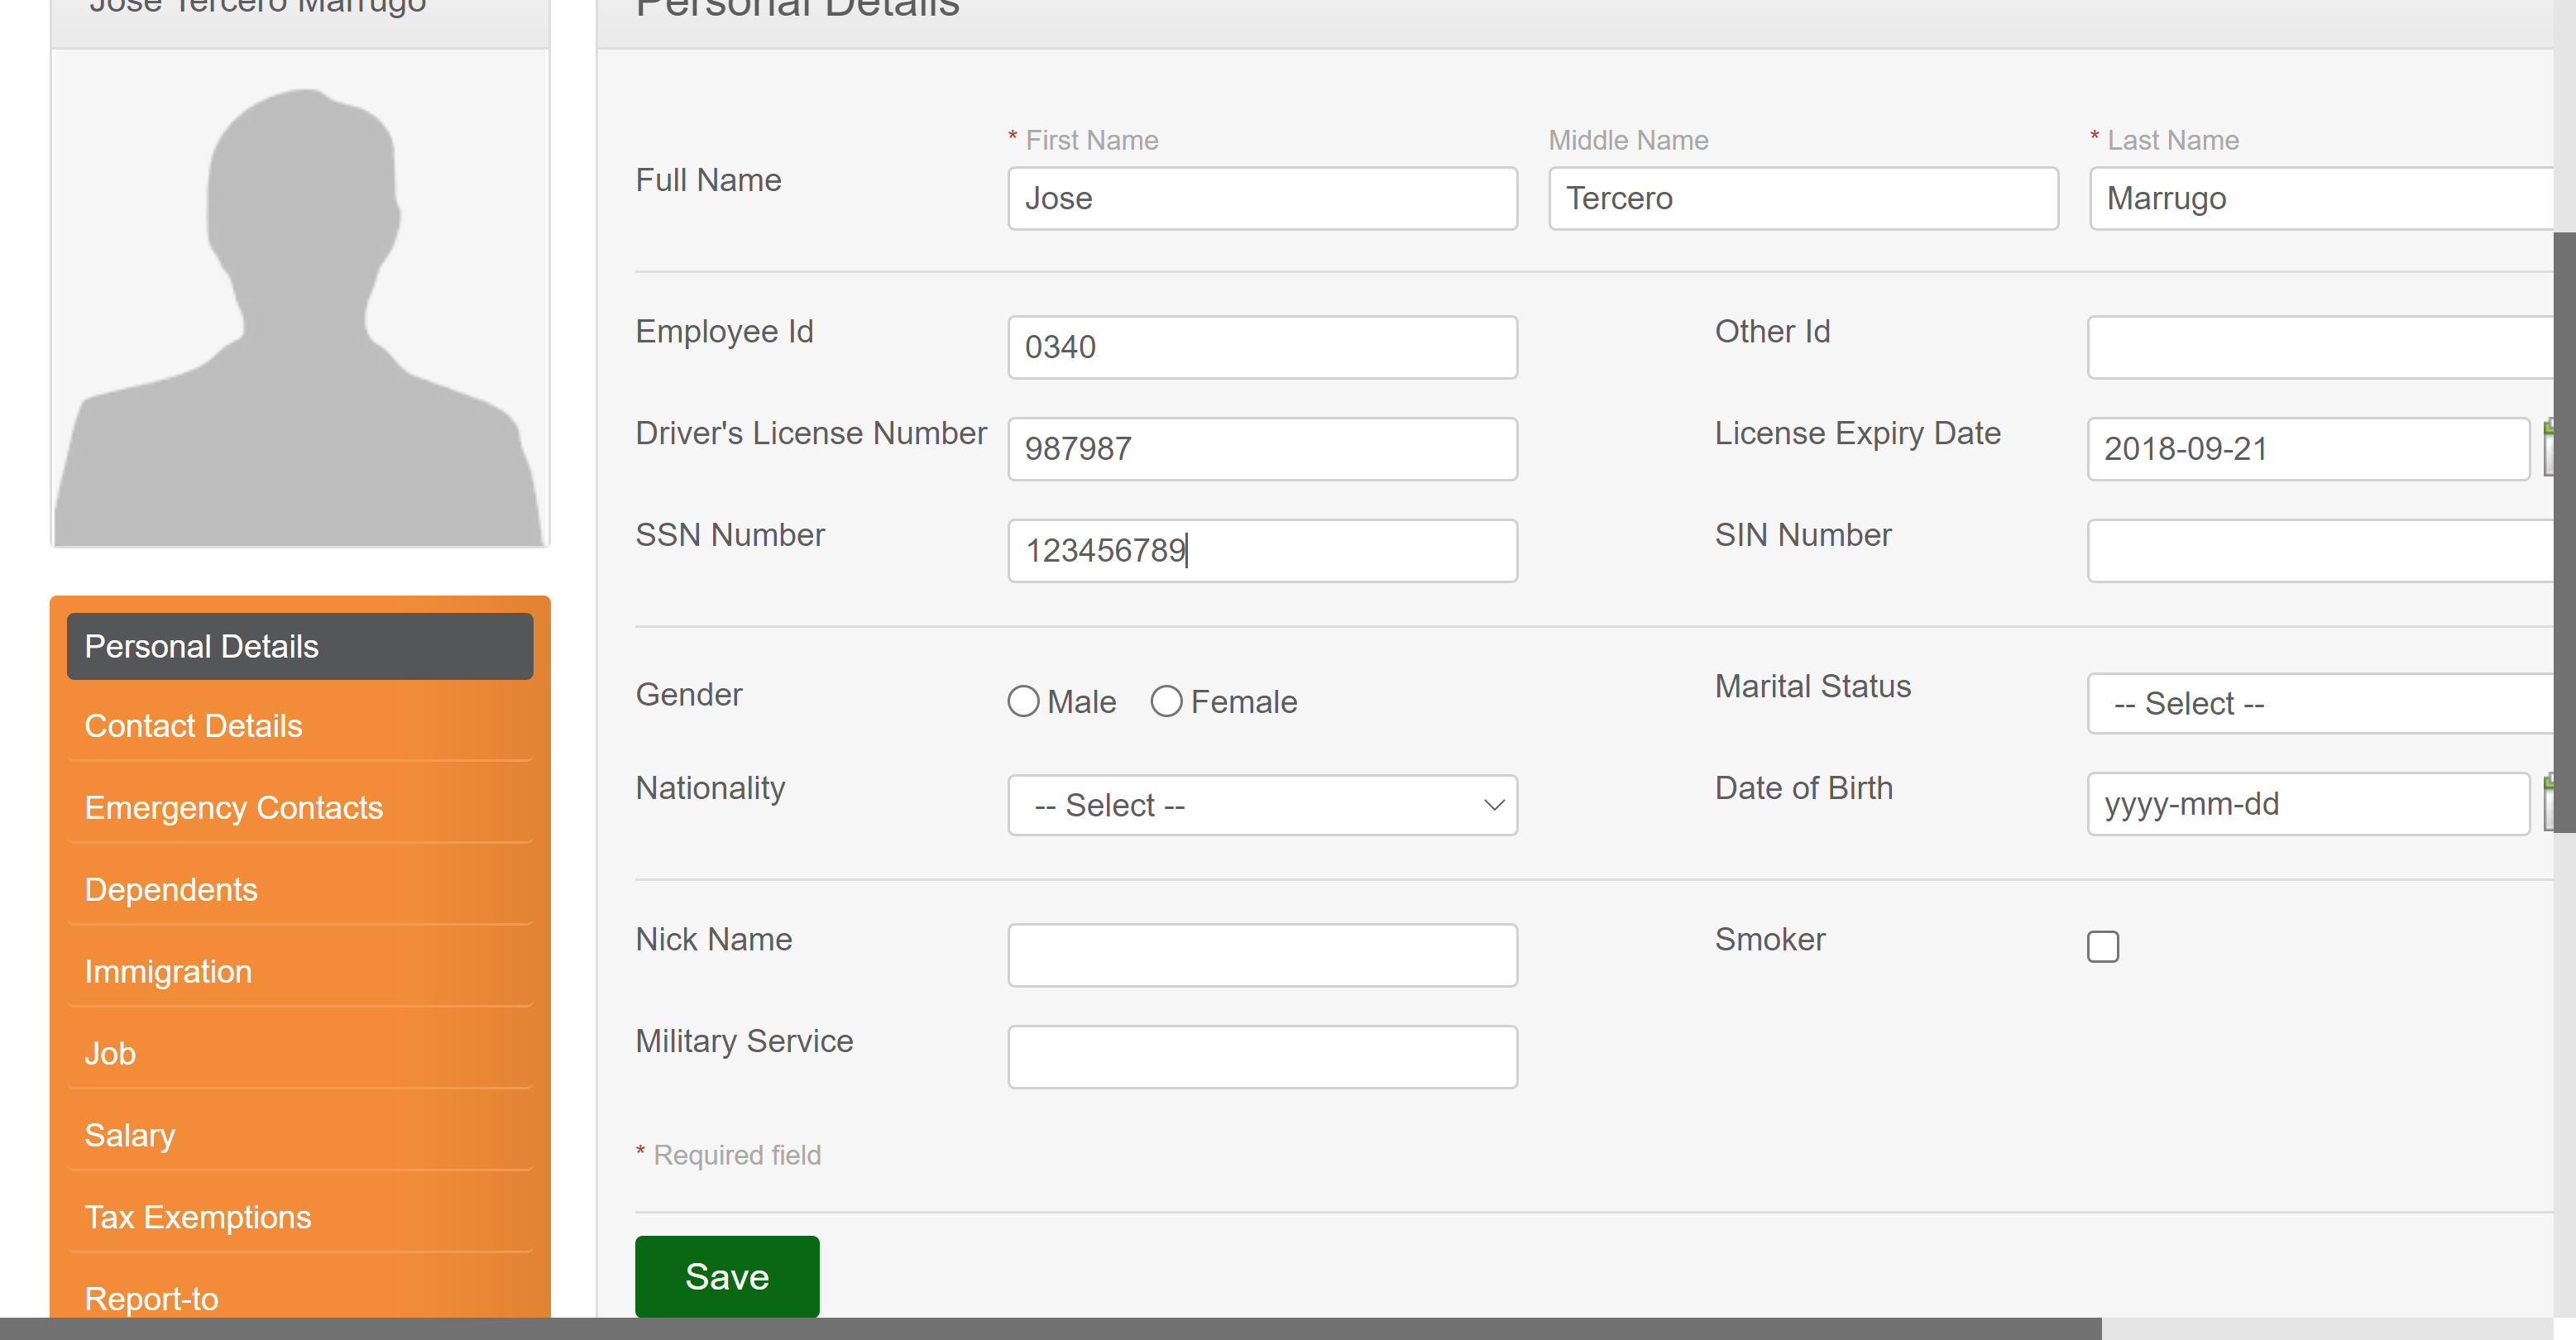 Jose Tercero Marrugo
Personal Details
* First Name
Middle Name
* Last Name
Full Name
Jose
Tercero
Marrugo
Employee Id
0340
Other Id
Driver's License Number
987987
License Expiry Date
2018-09-21
SSN Number
123456789
SIN Number
Personal Details
Contact Details
Emergency Contacts
Dependents
Immigration
Job
Salary
Tax Exemptions
Report-to
Gender
Male
Female
Marital Status
-- Select --
Nationality
-- Select --
Date of Birth
yyyy-mm-dd
Nick Name
Smoker
Military Service
* Required field
Save